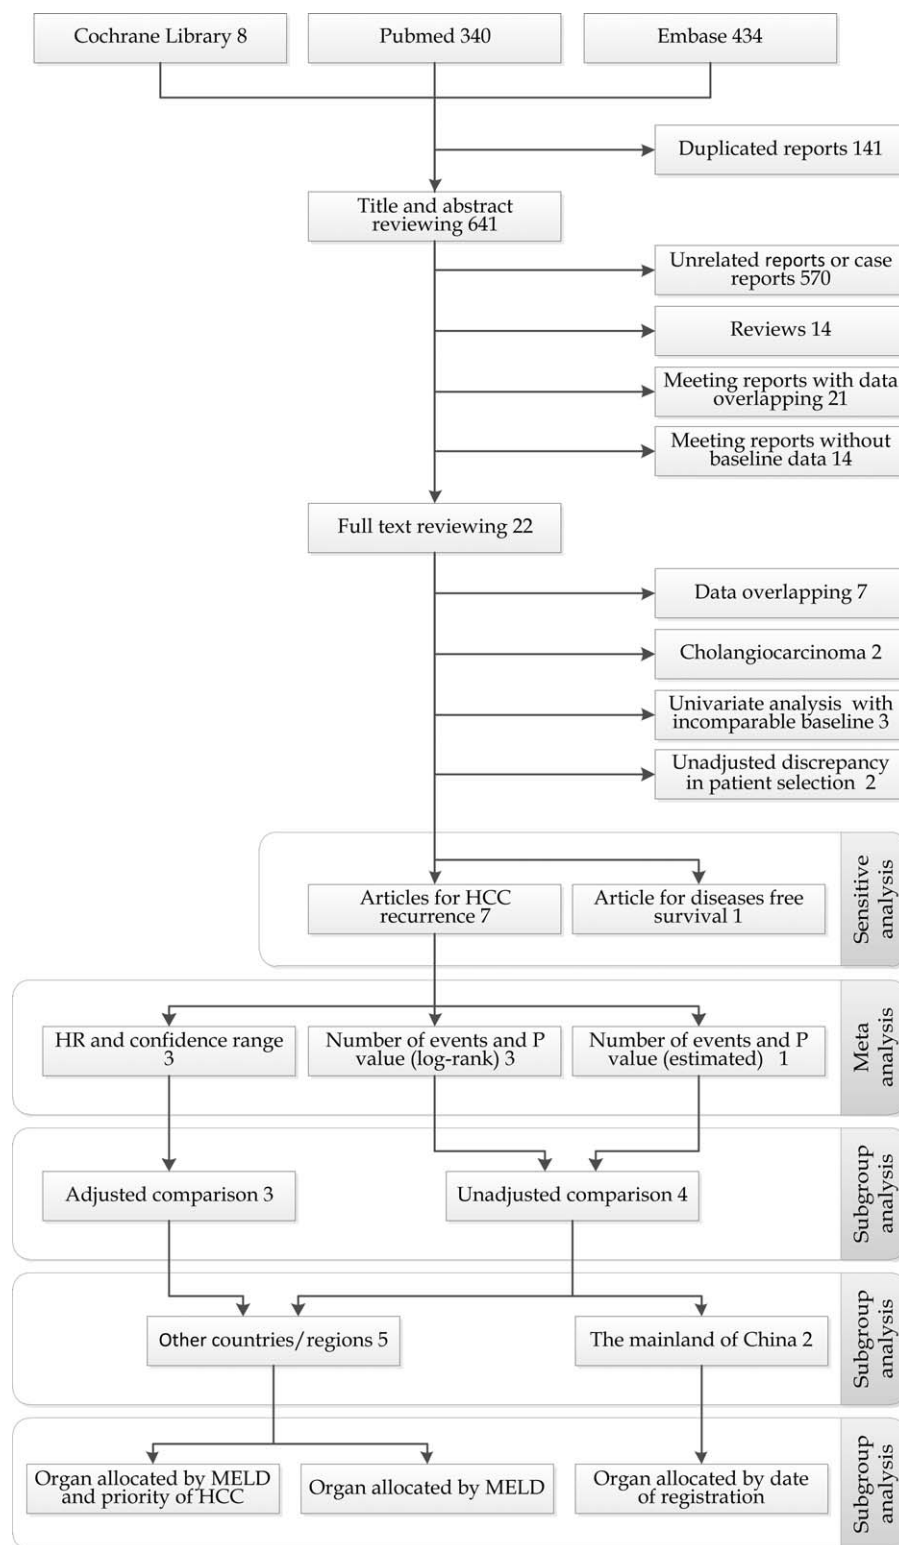 Cochrane Library 8
Pubmed 340
Embase 434
Duplicated reports 141
Title and abstract
reviewing 641
Unrelated reports or case
reports 570
Reviews 14
Meeting reports with data
overlapping 21
Meeting reports without
baseline data 14
Full text reviewing 22
Data overlapping 7
Cholangiocarcinoma 2
Univariate analysis with
incomparable baseline 3
Unadjusted discrepancy
in patient selection 2
Articles for HCC
recurrence 7
Article for diseases free
survival 1
Sensitive
analysis
HR and confidence range
3
Number of events and P
value (log-rank) 3
Number of events and P
value (estimated) 1
Meta
analysis
Adjusted comparison 3
Unadjusted comparison 4
Subgroup
analysis
Other countries/regions 5
The mainland of China 2
Subgroup
analysis
Organ allocated by MELD
and priority of HCC
Organ allocated by MELD
Organ allocated by date
of registration
Subgroup
analysis